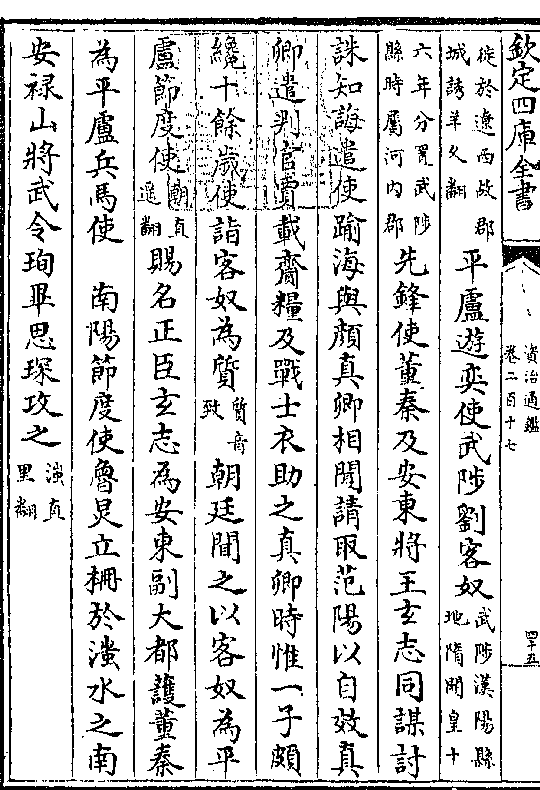 欽定四庫全書
資治通鑑
卷二百十七
四十五
徙於遼西故郡
城誘羊久翻
平盧遊奕使武陟劉客奴
武陟漢陽縣
地隋開皇十
六年分置武陟
縣時屬河内郡
先鋒使董秦及安東將王玄志同謀討
誅知誨遣使踰海與顔真卿相聞請取范陽以自效真
卿遣判官賈載齎糧及戰士衣助之真卿時惟一子頗
纔十餘歲使詣客奴為質
質音
致
朝廷聞之以客奴為平
盧節度使
朝直
遥翻
賜名正臣玄志為安東副大都護董秦
為平盧兵馬使 南陽節度使魯炅立柵於滍水之南
安禄山將武令珣畢思琛攻之
滍直
里翻